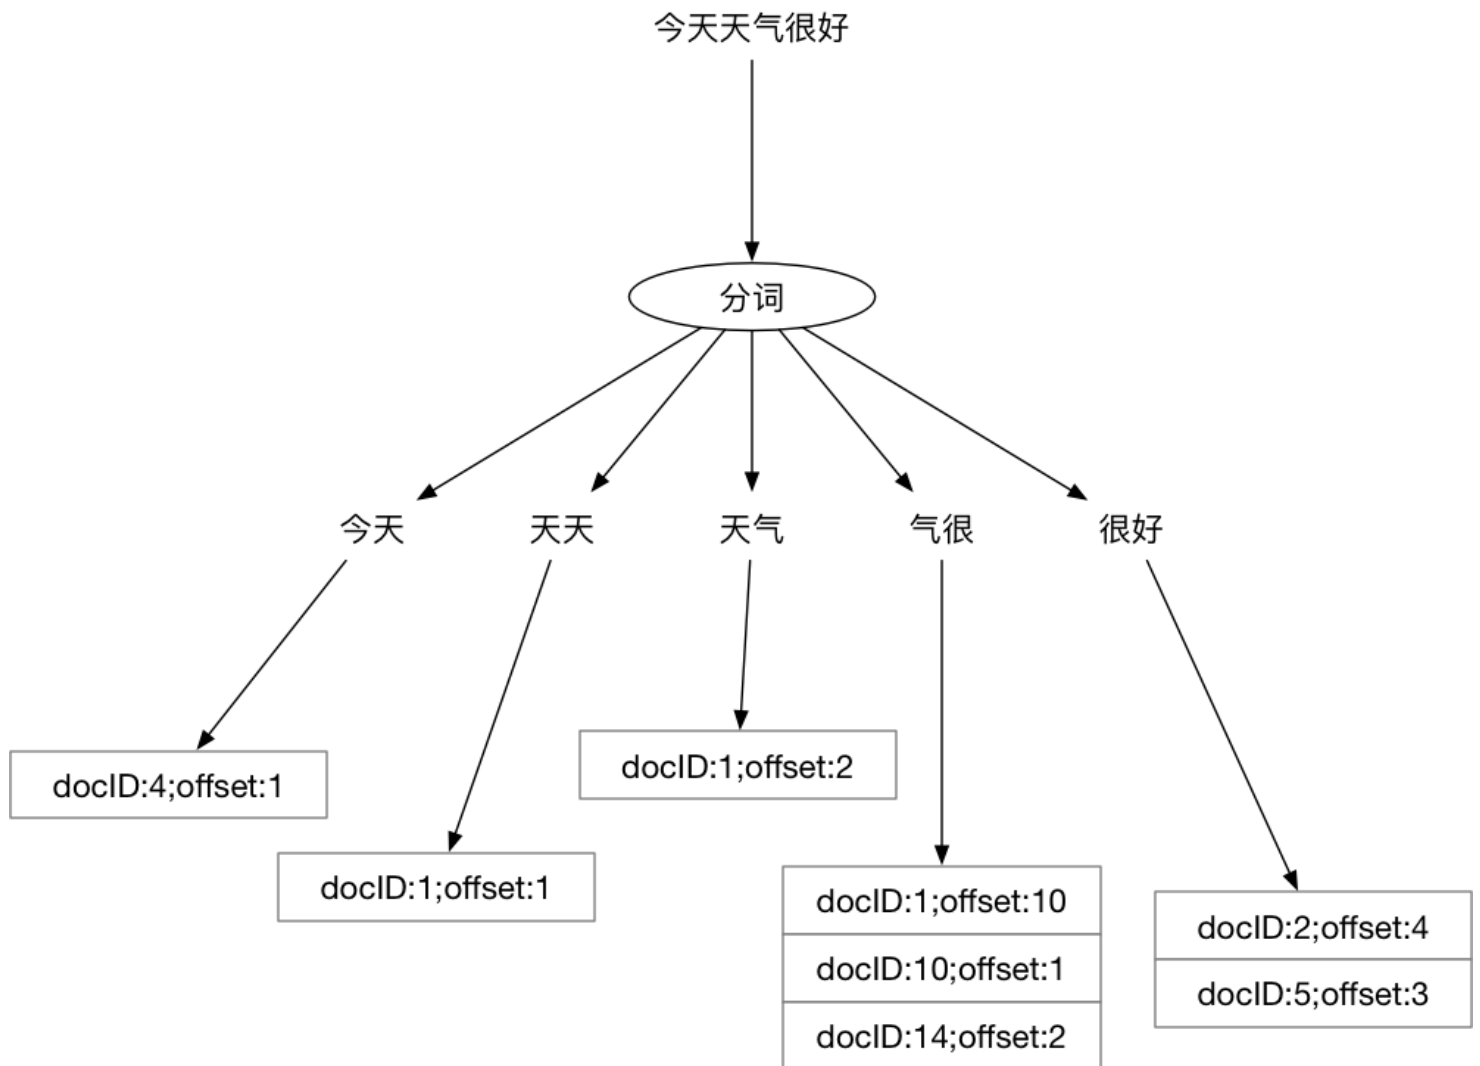 今天天气很好
分词
今天
天天
天气
气很
很好
docID:4;offset:1
docID:1;offset:1
docID:1;offset:2
docID:1;offset:10
docID:10;offset:1
docID:14;offset:2
docID:2;offset:4
docID:5;offset:3